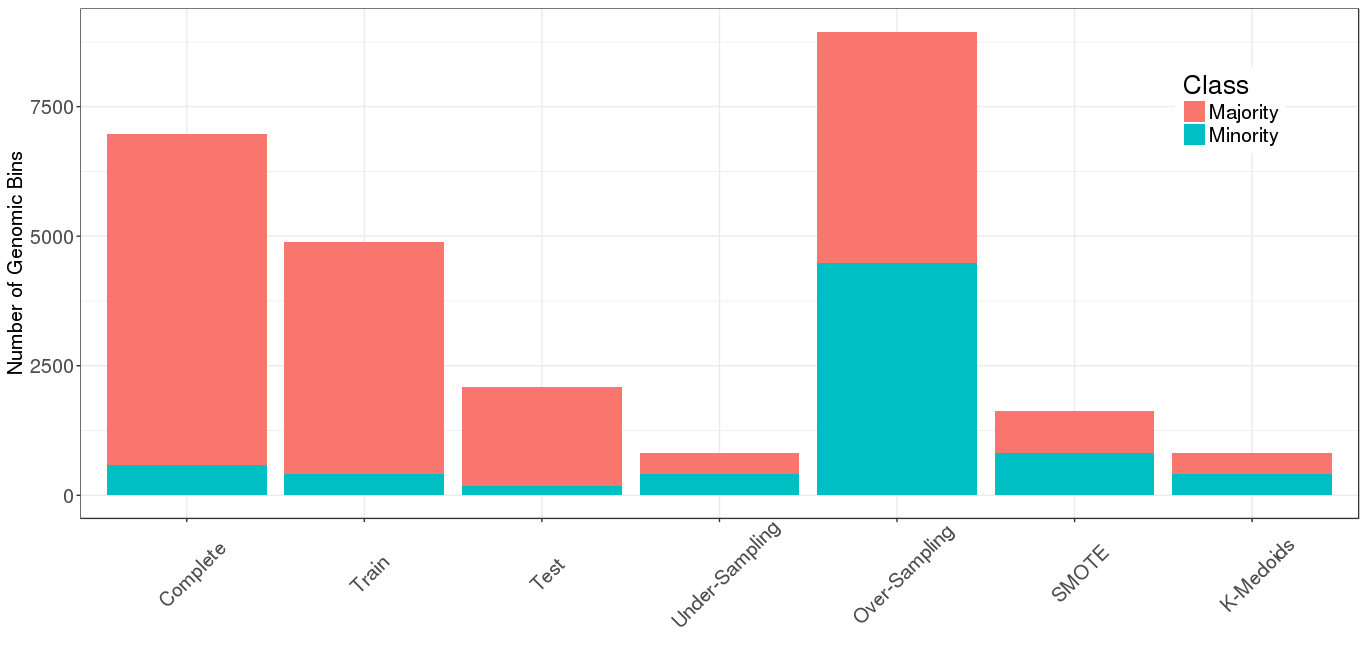 Number of Genomic Bins
7500
5000
2500
0
Class
Majority
Minority
Complete
Train
Test
Under-Sampling
Over-Sampling
SMOTE
K-Medoids